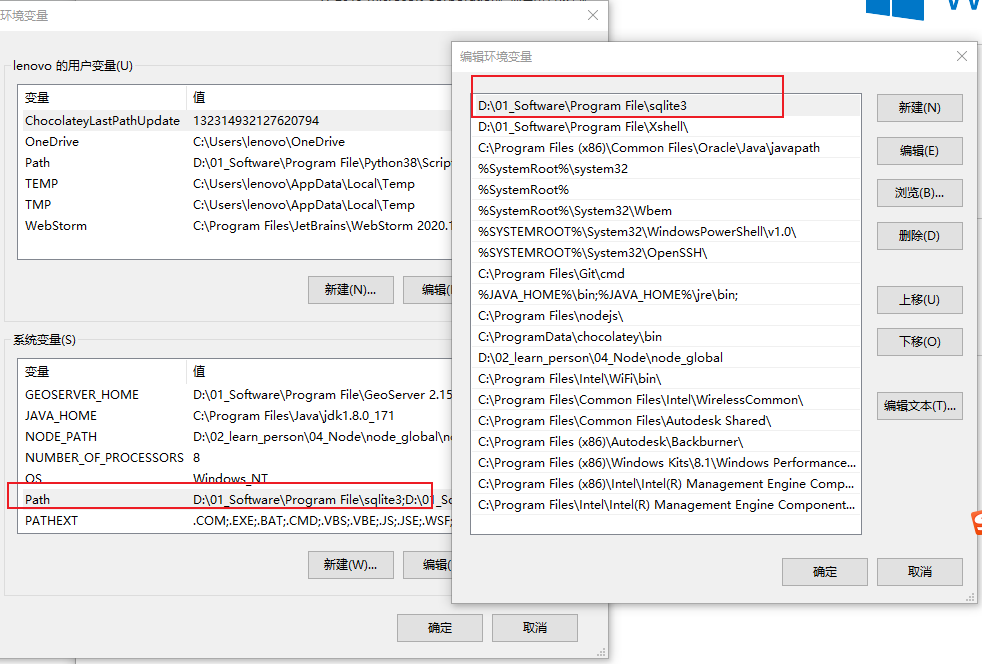 环境变量
lenovo 的用户变量(U)
变量 值
ChocolateyLastPathUpdate 132314932127620794
OneDrive C:\Users\lenovo\OneDrive
Path D:\01_Software\Program File\Python38\Scrip
TEMP C:\Users\lenovo\AppData\Local\Temp
TMP C:\Users\lenovo\AppData\Local\Temp
WebStorm C:\Program Files\JetBrains\WebStorm 2020.1
新建(N)... 编辑(
系统变量(S)
变量 值
GEOSERVER_HOME D:\01_Software\Program File\GeoServer 2.15
JAVA_HOME C:\Program Files\Java\jdk1.8.0_171
NODE_PATH D:\02_learn_person\04_Node\node_global\n
NUMBER_OF_PROCESSORS 8
OS Windows_NT
Path D:\01_Software\Program File\sqlite3;D:\01_So
PATHEXT .COM;.EXE;.BAT;.CMD;.VBS;.VBE;.JS;.JSE;.WSF;
新建(W)... 编辑(
确定 取消
编辑环境变量
D:\01_Software\Program File\sqlite3
D:\01_Software\Program File\Xshell\
C:\Program Files (x86)\Common Files\Oracle\Java\javapath
%SystemRoot%\system32
%SystemRoot%
%SystemRoot%\System32\Wbem
%SYSTEMROOT%\System32\WindowsPowerShell\v1.0\
%SYSTEMROOT%\System32\OpenSSH\
C:\Program Files\Git\cmd
%JAVA_HOME%\bin;%JAVA_HOME%\jre\bin;
C:\Program Files\nodejs\
C:\ProgramData\chocolatey\bin
D:\02_learn_person\04_Node\node_global
C:\Program Files\Intel\WiFi\bin\
C:\Program Files\Common Files\Intel\WirelessCommon\
C:\Program Files\Common Files\Autodesk Shared\
C:\Program Files (x86)\Autodesk\Backburner\
C:\Program Files (x86)\Windows Kits\8.1\Windows Performance...
C:\Program Files (x86)\Intel\Intel(R) Management Engine Comp...
C:\Program Files\Intel\Intel(R) Management Engine Component...
新建(N)
编辑(E)
浏览(B)...
删除(D)
上移(U)
下移(O)
编辑文本(T)...
确定 取消